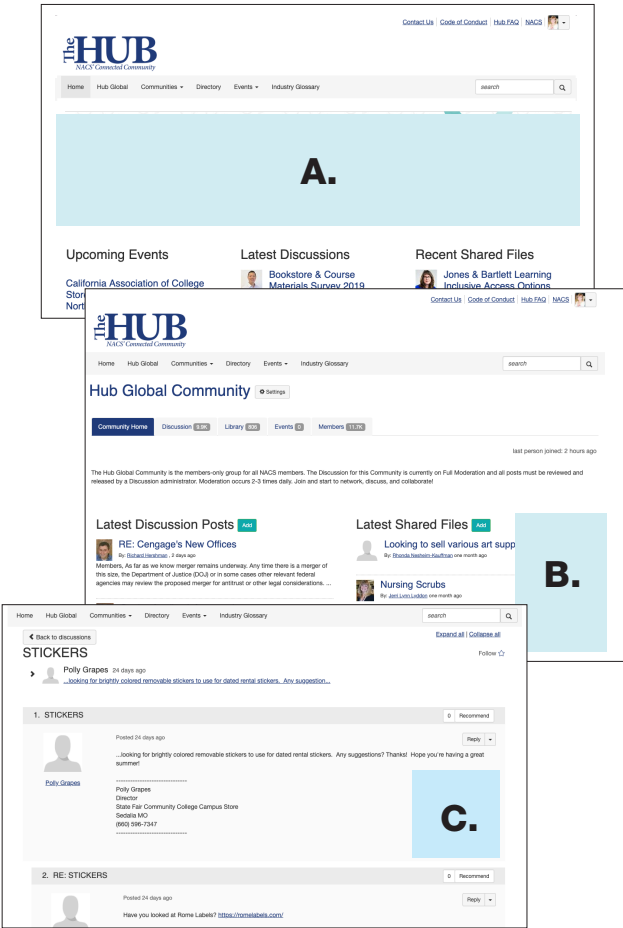 Contact Us | Code of Conduct | Hub FAQ | NACS
The HUB
NACS' Connected Community
Home Hub Global Communities Directory Events Industry Glossary search
A.
Upcoming Events Latest Discussions Recent Shared Files
California Association of College Bookstore & Course Jones & Bartlett Learning
Stor Materials Survey 2019 Inclusive Access Options
Nort
Contact Us | Code of Conduct | Hub FAQ | NACS
The HUB
NACS' Connected Community
Home Hub Global Communities Directory Events Industry Glossary search
Hub Global Community Settings
Community Home Discussion 9.9K Library 806 Events 0 Members 11.7K
last person joined: 2 hours ago
The Hub Global Community is the members-only group for all NACS members. The Discussion for this Community is currently on Full Moderation and all posts must be reviewed and
released by a Discussion administrator. Moderation occurs 2-3 times daily. Join and start to network, discuss, and collaborate!
Latest Discussion Posts Add Latest Shared Files Add
RE: Cengage's New Offices Looking to sell various art supp
By: Richard Hershman , 2 days ago By: Rhonda Nesheim-Kauffman one month ago
Members, As far as we know merger remains underway. Any time there is a merger of
this size, the Department of Justice (DOJ) or in some cases other relevant federal
agencies may review the proposed merger for antitrust or other legal considerations. ...
Nursing Scrubs
By: Jeni Lynn Liddon one month ago
B.
Home Hub Global Communities Directory Events Industry Glossary search
Back to discussions Expand all | Collapse all
STICKERS Follow
Polly Grapes 24 days ago
...looking for brightly colored removable stickers to use for dated rental stickers. Any suggestion...
1. STICKERS 0 Recommend
Posted 24 days ago Reply
...looking for brightly colored removable stickers to use for dated rental stickers. Any suggestions? Thanks! Hope you're having a great
summer!
Polly Grapes
------------------------------
Polly Grapes
Director
State Fair Community College Campus Store
Sedalia MO
(660) 596-7347
------------------------------
C.
2. RE: STICKERS 0 Recommend
Posted 24 days ago Reply
Have you looked at Rome Labels? https://romelabels.com/